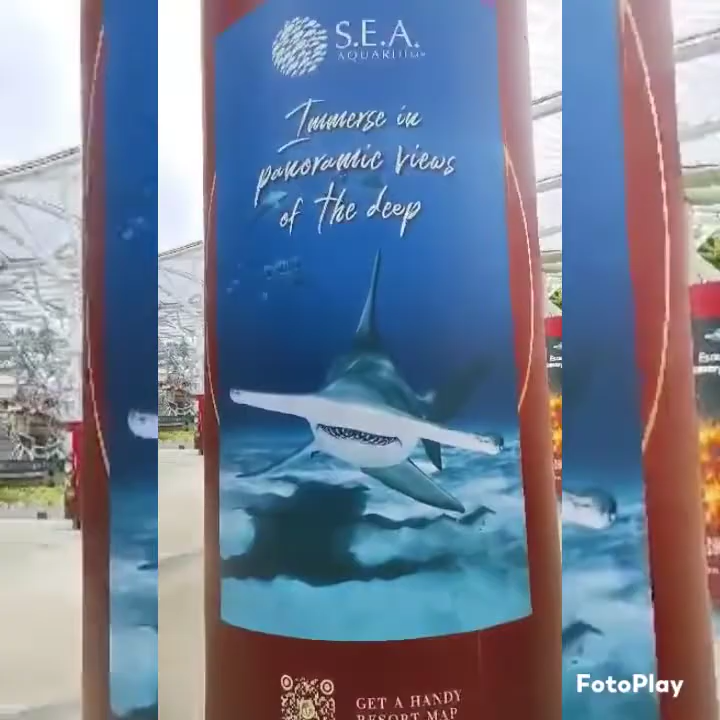 S.E.A.
AQUARIUM
Immerse in
panoramic views
of the deep
GET A HANDY
RESORT MAP
FotoPlay